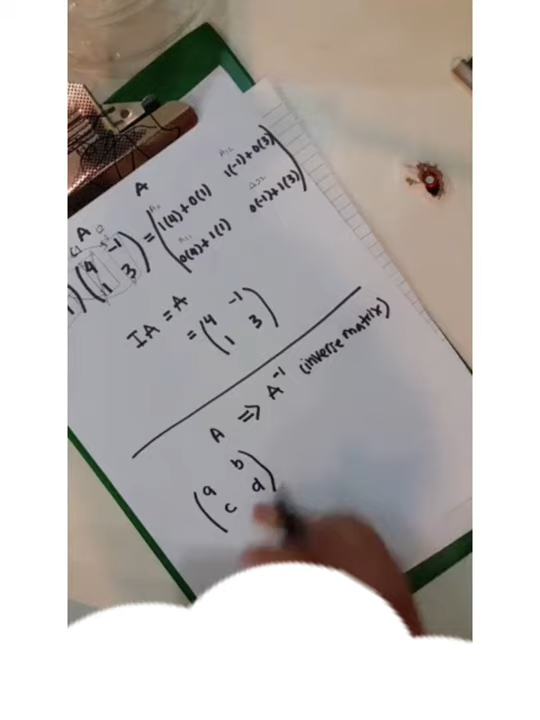 A A
) (4 -1 1 3) = (1(4)+0(1) 1(-1)+0(3)
0(4)+1(1) 0(-1)+1(3))
IA = A
= (4 -1
1 3)
A ⇒ A⁻¹ (inverse matrix)
(a b
c d)